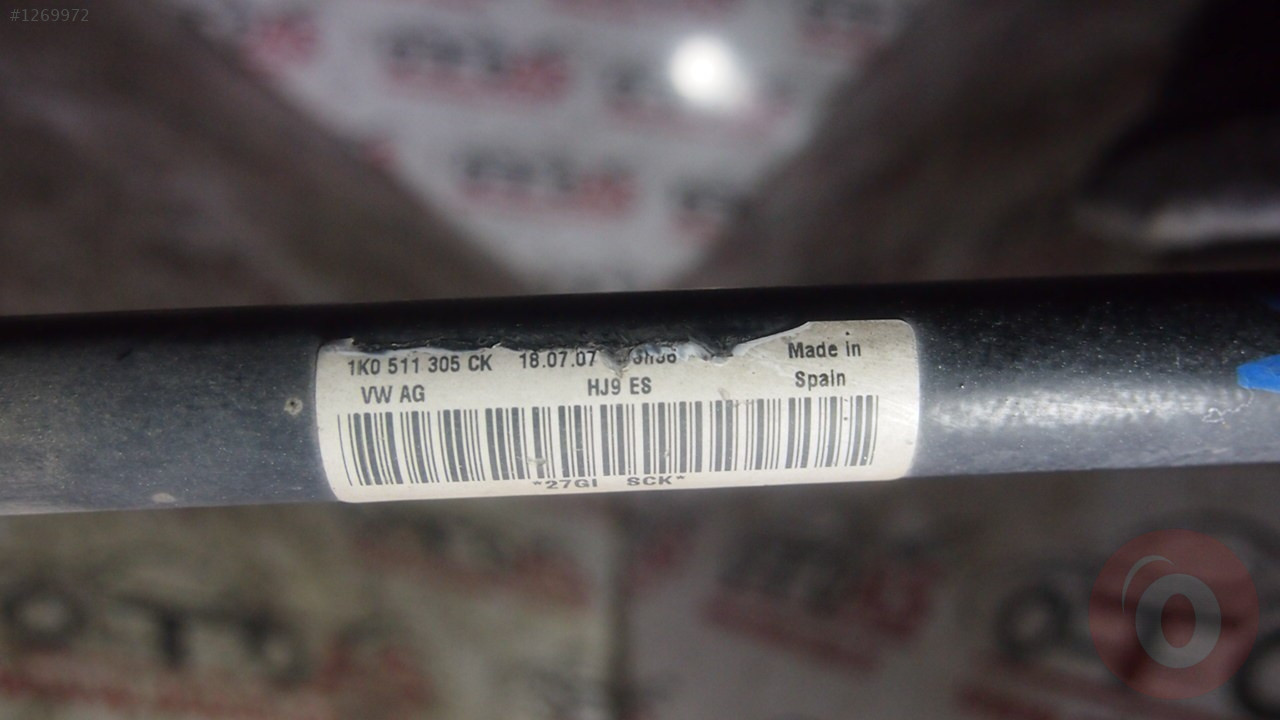 #1269972
1K0 511 305 CK 18.07.07 Made in
VW AG HJ9 ES Spain
*27GI SCK*